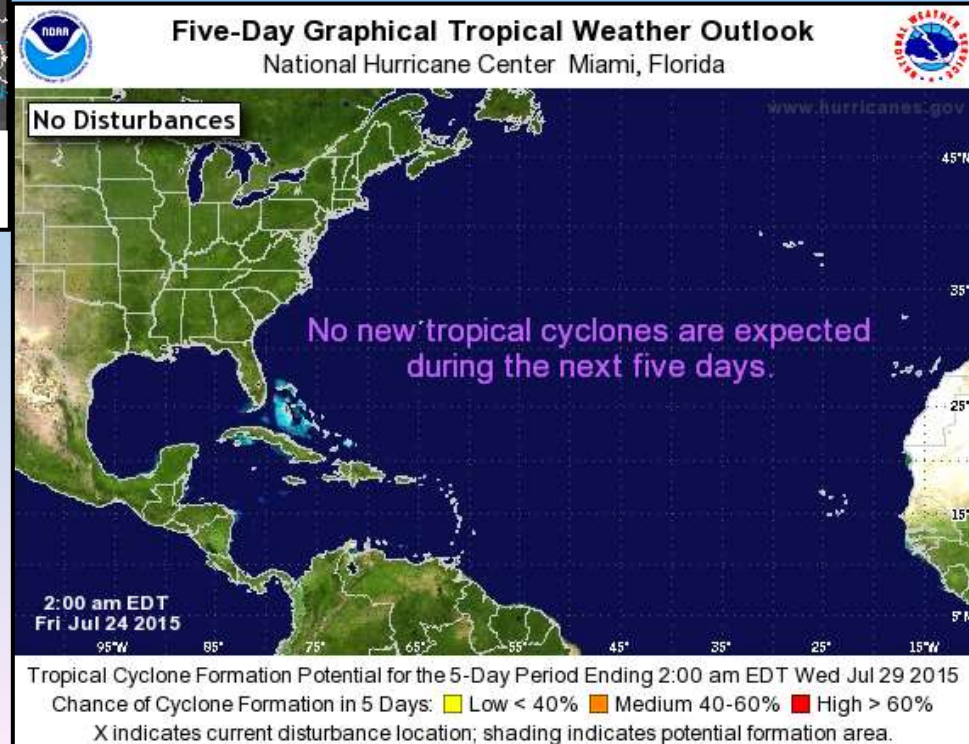 NOAA
Five-Day Graphical Tropical Weather Outlook
National Hurricane Center Miami, Florida
NATIONAL WEATHER SERVICE
No Disturbances
www.hurricanes.gov
45°N
35°
No new tropical cyclones are expected
during the next five days.
25°
15°
2:00 am EDT
Fri Jul 24 2015
5°N
95°W 85° 75° 65° 55° 45° 35° 25° 15°W
Tropical Cyclone Formation Potential for the 5-Day Period Ending 2:00 am EDT Wed Jul 29 2015
Chance of Cyclone Formation in 5 Days: Low < 40% Medium 40-60% High > 60%
X indicates current disturbance location; shading indicates potential formation area.